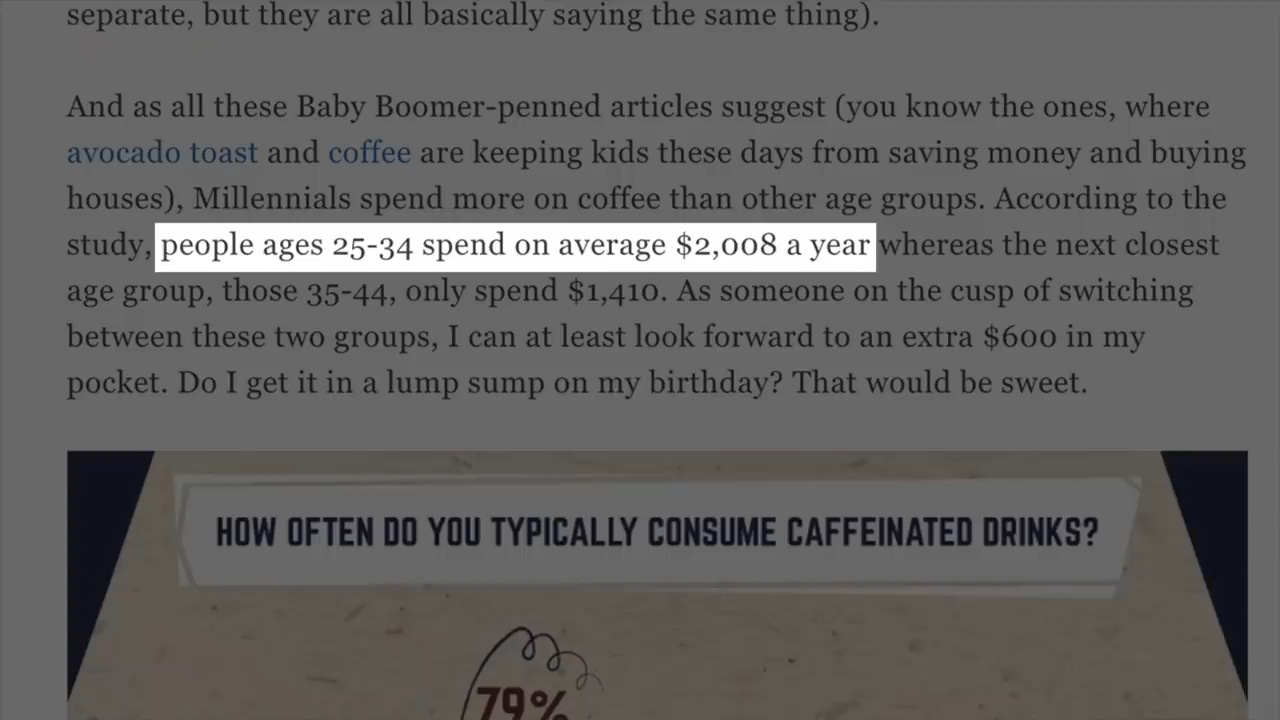 separate, but they are all basically saying the same thing).
And as all these Baby Boomer-penned articles suggest (you know the ones, where
avocado toast and coffee are keeping kids these days from saving money and buying
houses), Millennials spend more on coffee than other age groups. According to the
study, people ages 25-34 spend on average $2,008 a year whereas the next closest
age group, those 35-44, only spend $1,410. As someone on the cusp of switching
between these two groups, I can at least look forward to an extra $600 in my
pocket. Do I get it in a lump sum on my birthday? That would be sweet.
HOW OFTEN DO YOU TYPICALLY CONSUME CAFFEINATED DRINKS?
79%